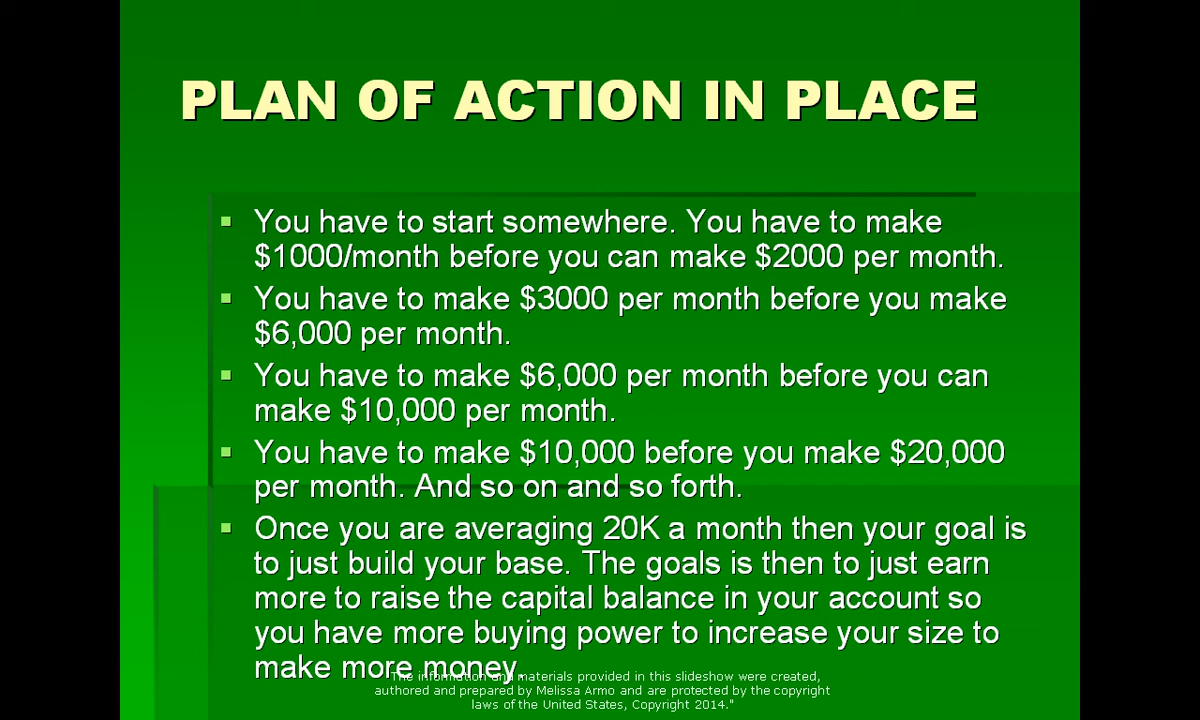 PLAN OF ACTION IN PLACE
You have to start somewhere. You have to make
$1000/month before you can make $2000 per month.
You have to make $3000 per month before you make
$6,000 per month.
You have to make $6,000 per month before you can
make $10,000 per month.
You have to make $10,000 before you make $20,000
per month. And so on and so forth.
Once you are averaging 20K a month then your goal is
to just build your base. The goals is then to just earn
more to raise the capital balance in your account so
you have more buying power to increase your size to
make more money.
"The information and materials provided in this slideshow were created,
authored and prepared by Melissa Armo and are protected by the copyright
laws of the United States, Copyright 2014."